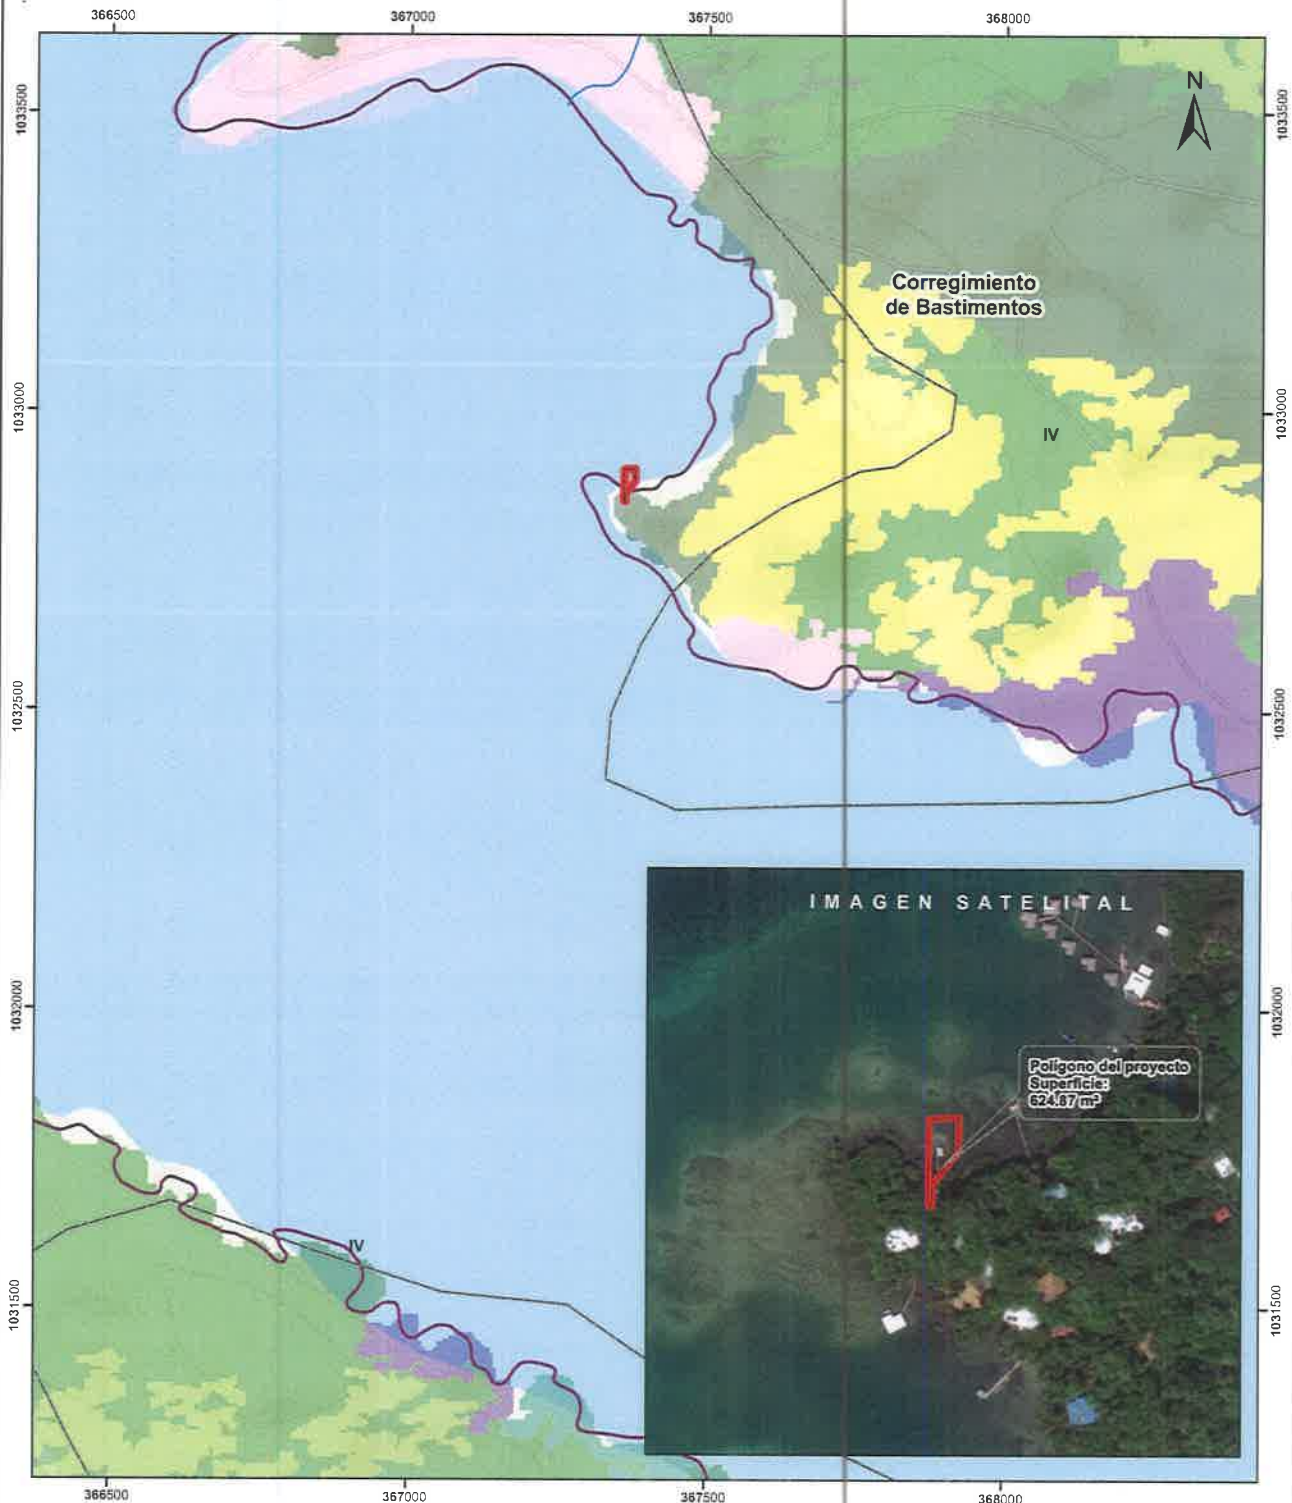 366500
367000
367500
368000
N
1033500
1033500
Corregimiento
de Bastimentos
1033000
1033000
IV
1032500
1032500
IMAGEN SATELITAL
1032000
1032000
Polígono del proyecto
Superficie:
624.87 m²
IV
1031500
1031500
366500
367000
367500
368000